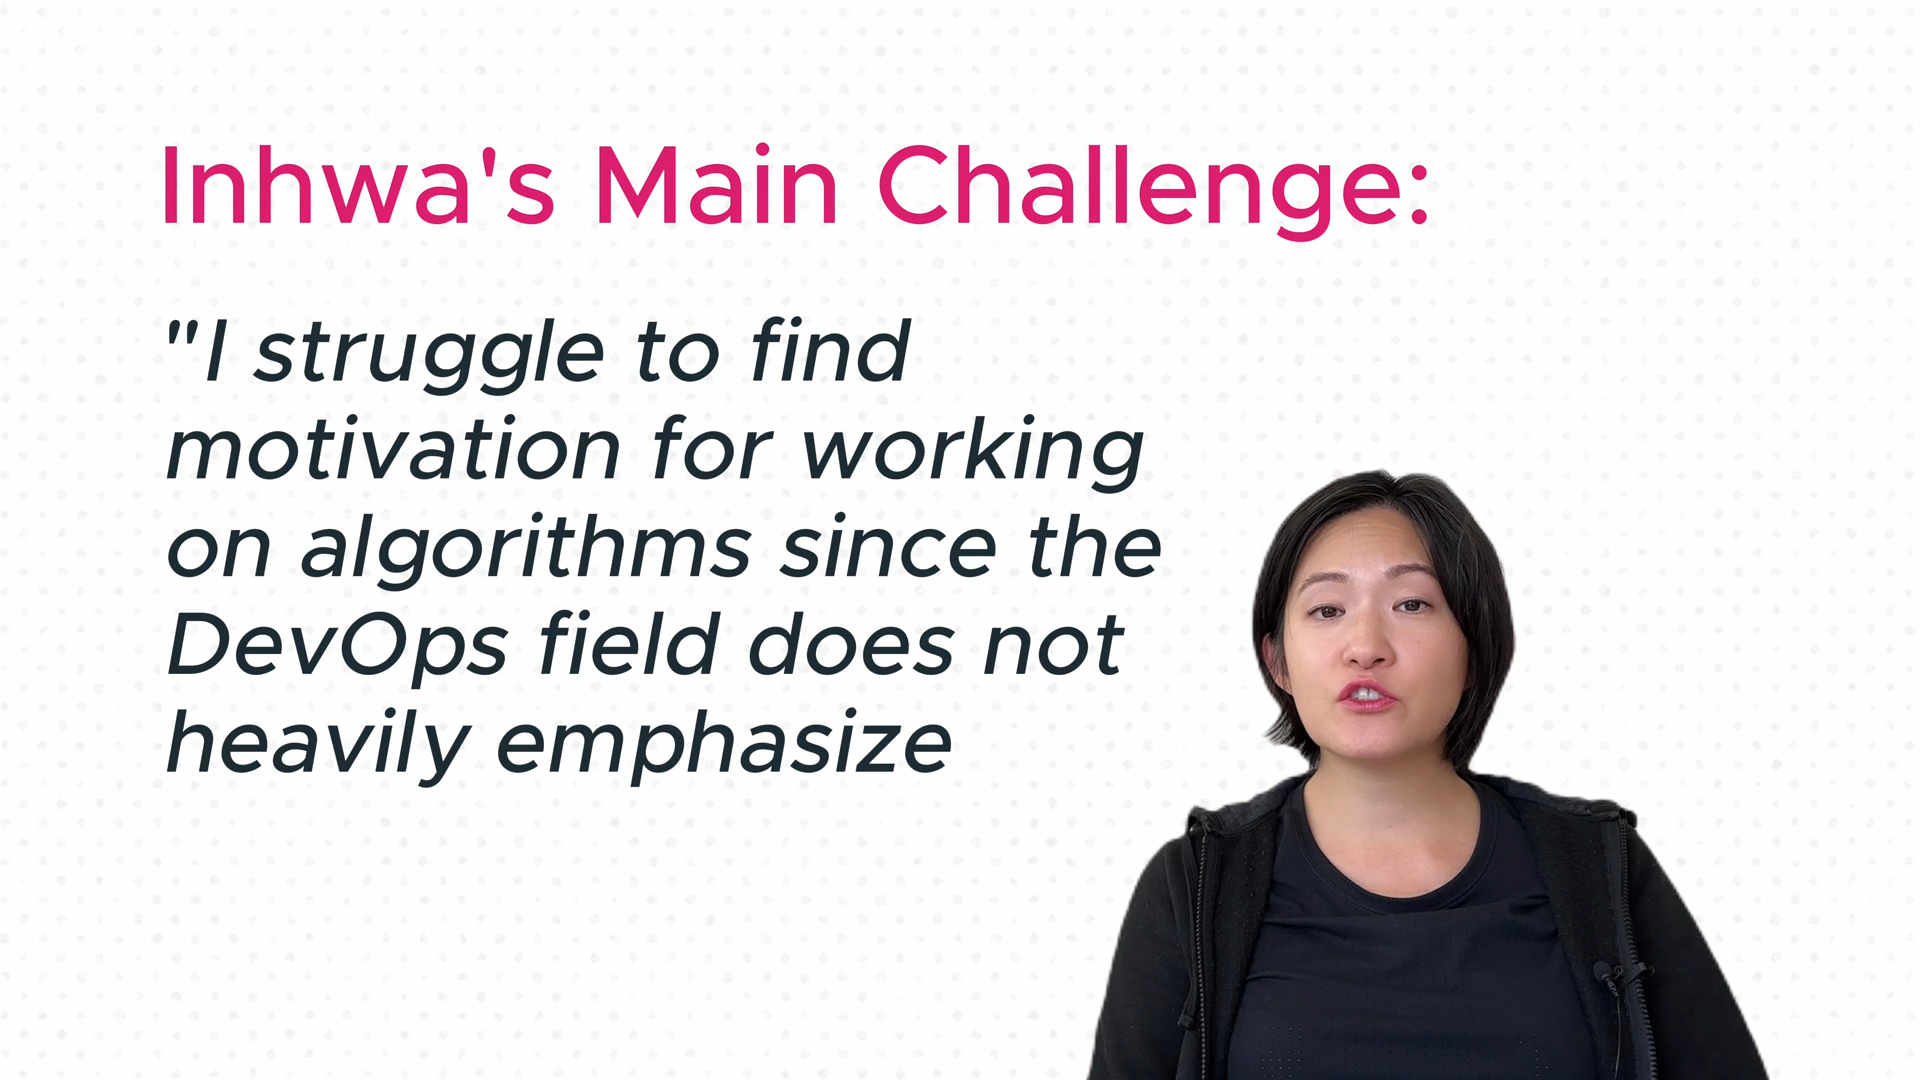 Inhwa's Main Challenge:
"I struggle to find
motivation for working
on algorithms since the
DevOps field does not
heavily emphasize